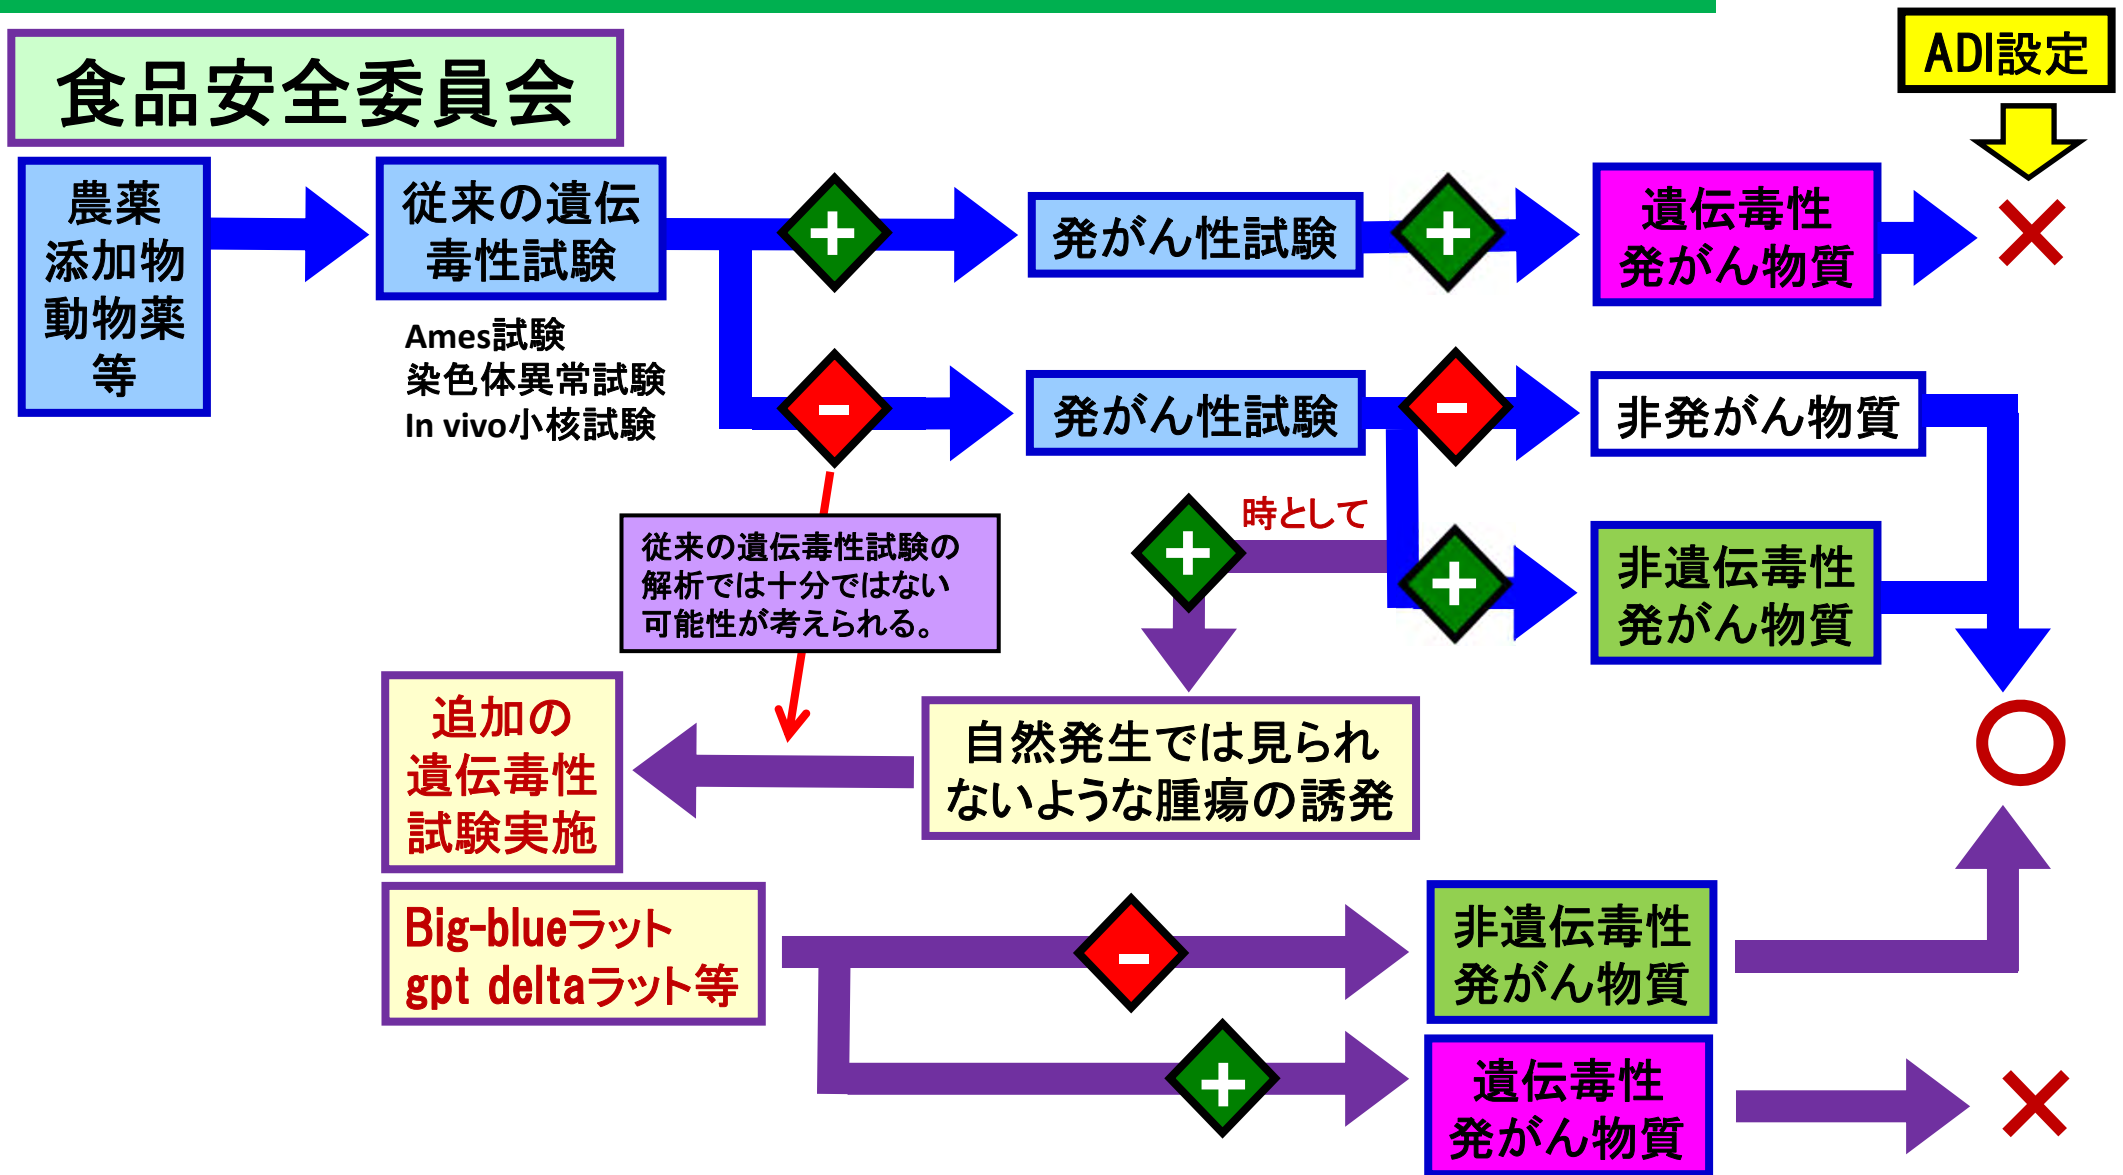 食品安全委員会
ADI設定
農薬
添加物
動物薬
等
従来の遺伝
毒性試験
Ames試験
染色体異常試験
In vivo小核試験
+
発がん性試験
+
遺伝毒性
発がん物質
×
-
発がん性試験
-
非発がん物質
時として
+
+
非遺伝毒性
発がん物質
○
従来の遺伝毒性試験の
解析では十分ではない
可能性が考えられる。
自然発生では見られ
ないような腫瘍の誘発
追加の
遺伝毒性
試験実施
Big-blueラット
gpt deltaラット等
-
非遺伝毒性
発がん物質
+
遺伝毒性
発がん物質
×